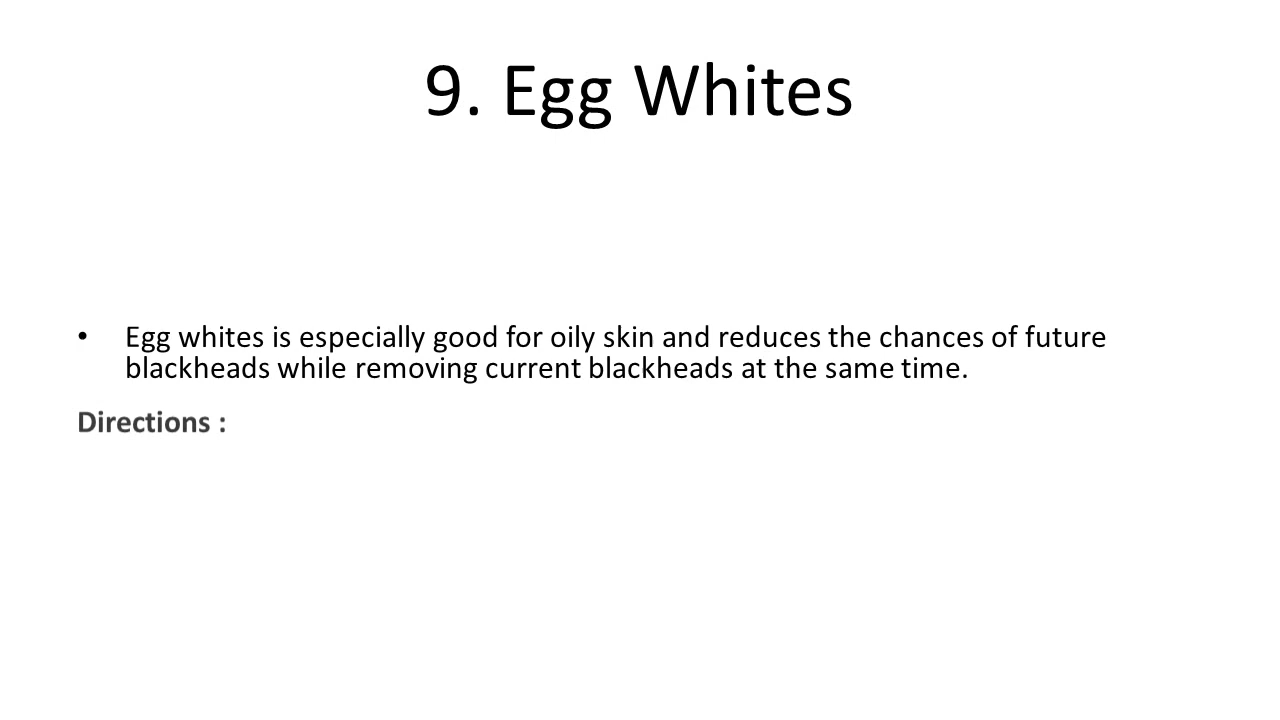 9. Egg Whites
• Egg whites is especially good for oily skin and reduces the chances of future
blackheads while removing current blackheads at the same time.
Directions :